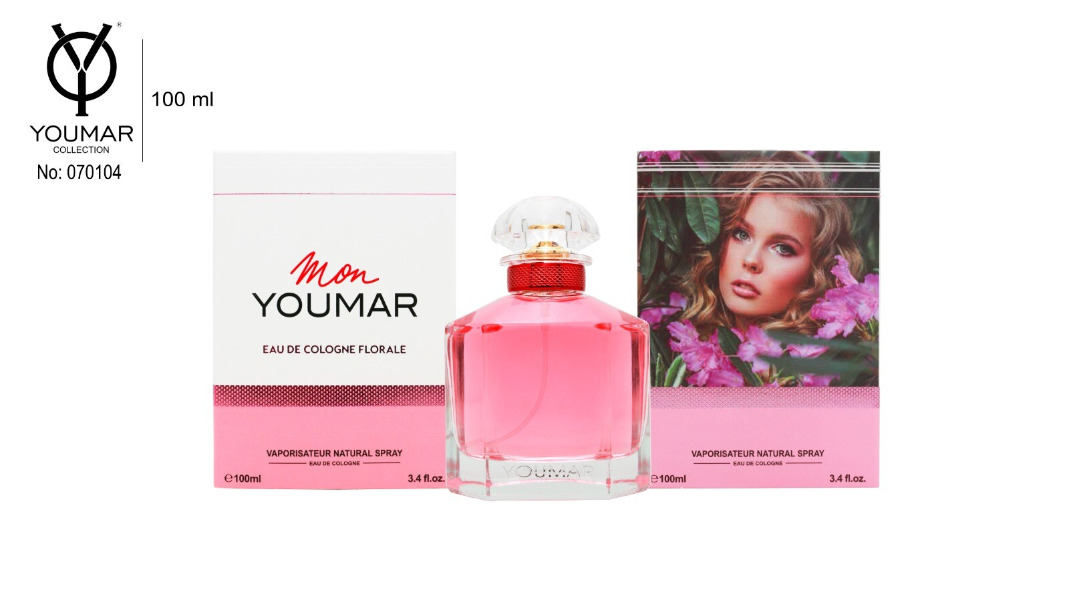 ®
YOUMAR
COLLECTION
No: 070104
100 ml
Mon
YOUMAR
EAU DE COLOGNE FLORALE
VAPORISATEUR NATURAL SPRAY
EAU DE COLOGNE
℮100ml 3.4 fl.oz.
YOUMAR
VAPORISATEUR NATURAL SPRAY
EAU DE COLOGNE
℮100ml 3.4 fl.oz.